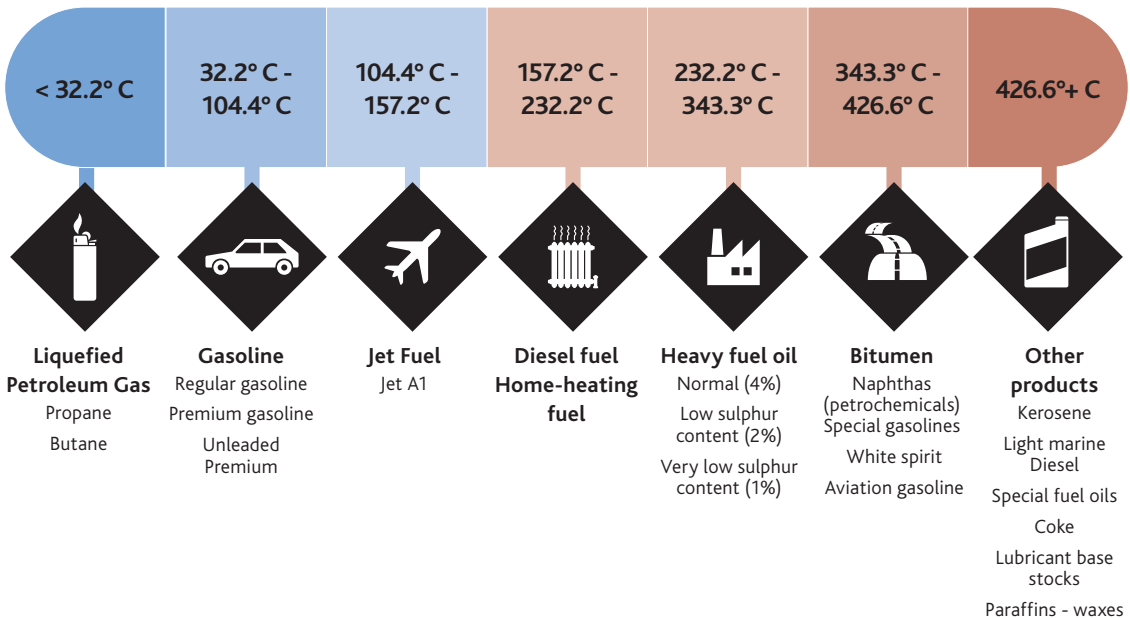 < 32.2° C
32.2° C -
104.4° C
104.4° C -
157.2° C
157.2° C -
232.2° C
232.2° C -
343.3° C
343.3° C -
426.6° C
426.6°+ C
Liquefied
Petroleum Gas
Propane
Butane
Gasoline
Regular gasoline
Premium gasoline
Unleaded
Premium
Jet Fuel
Jet A1
Diesel fuel
Home-heating
fuel
Heavy fuel oil
Normal (4%)
Low sulphur
content (2%)
Very low sulphur
content (1%)
Bitumen
Naphthas
(petrochemicals)
Special gasolines
White spirit
Aviation gasoline
Other
products
Kerosene
Light marine
Diesel
Special fuel oils
Coke
Lubricant base
stocks
Paraffins - waxes